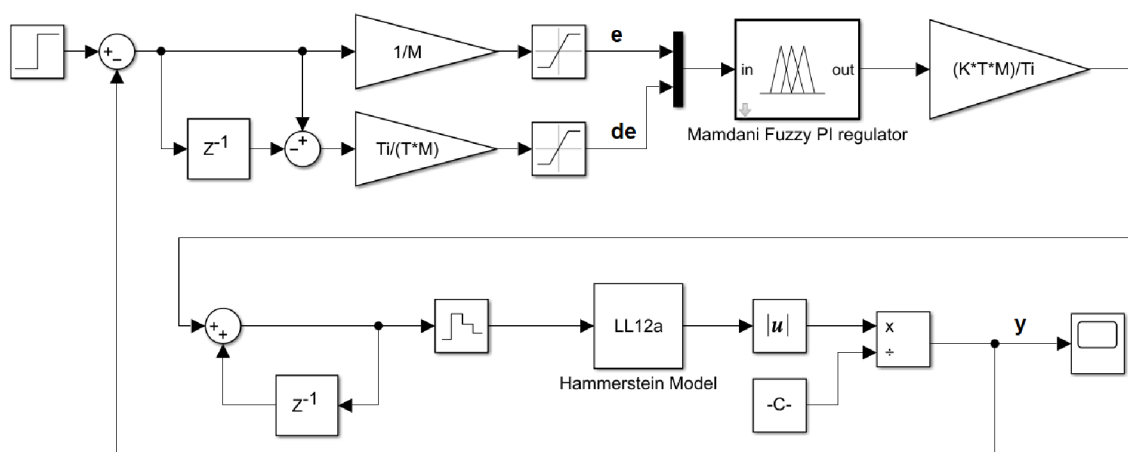 +
−
1/M
e
in
out
(K*T*M)/Ti
Mamdani Fuzzy PI regulator
Z-1
−
+
Ti/(T*M)
de
+
+
LL12a
Hammerstein Model
|u|
x
÷
y
Z-1
-C-